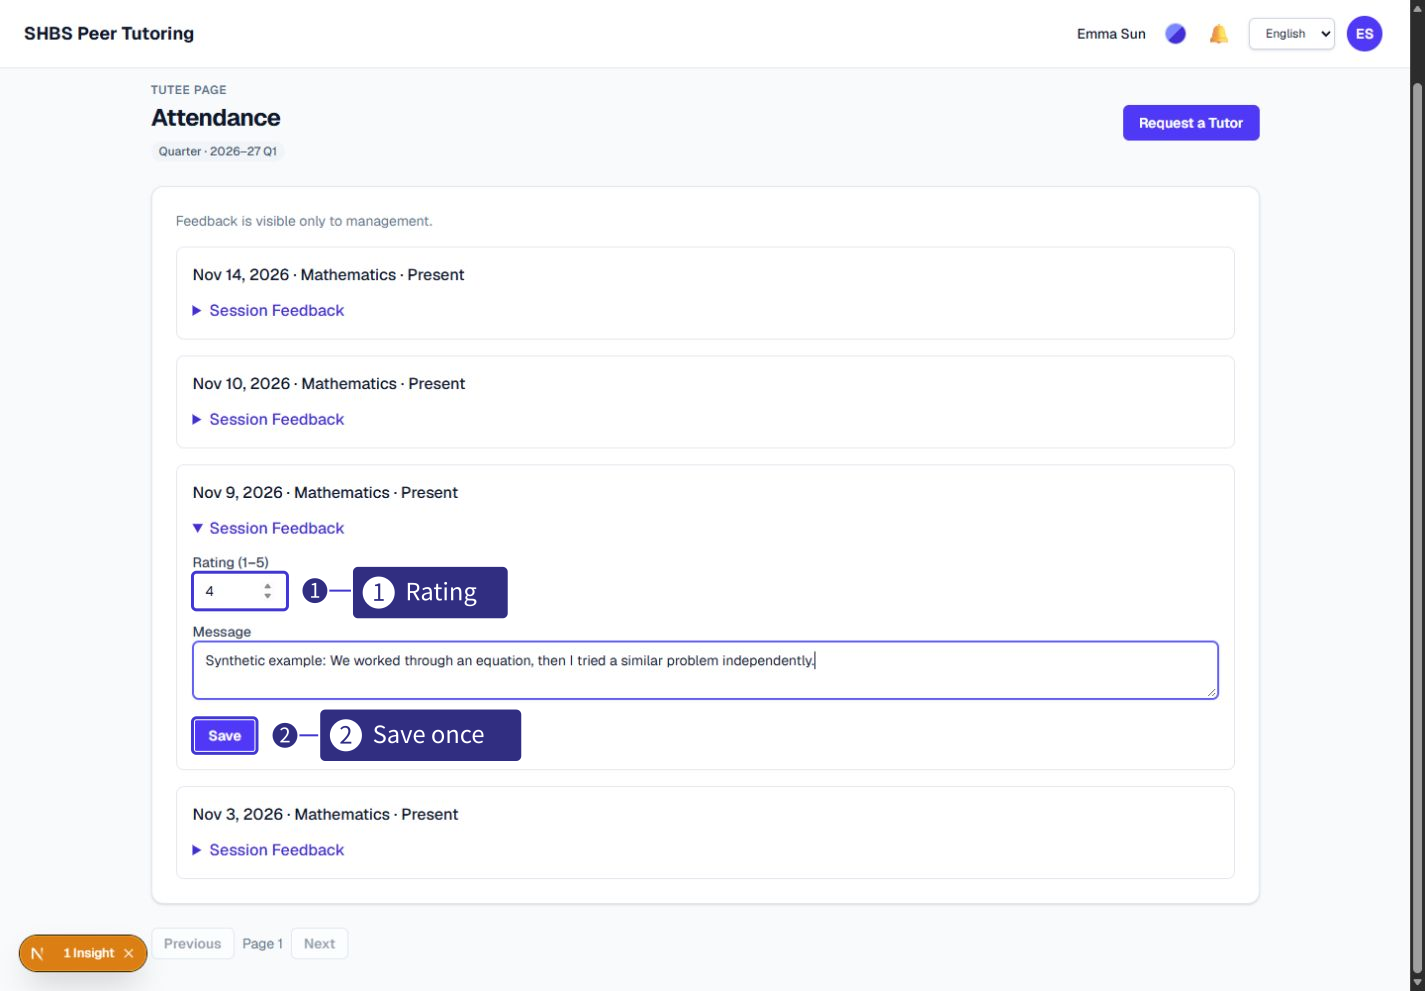 SHBS Peer Tutoring
Emma Sun
English
ES
TUTEE PAGE
Attendance
Request a Tutor
Quarter · 2026–27 Q1
Feedback is visible only to management.
Nov 14, 2026 · Mathematics · Present
Session Feedback
Nov 10, 2026 · Mathematics · Present
Session Feedback
Nov 9, 2026 · Mathematics · Present
Session Feedback
Rating (1–5)
4
1
1 Rating
Message
Synthetic example: We worked through an equation, then I tried a similar problem independently.
Save
2
2 Save once
Nov 3, 2026 · Mathematics · Present
Session Feedback
N 1 Insight ×
Previous Page 1 Next